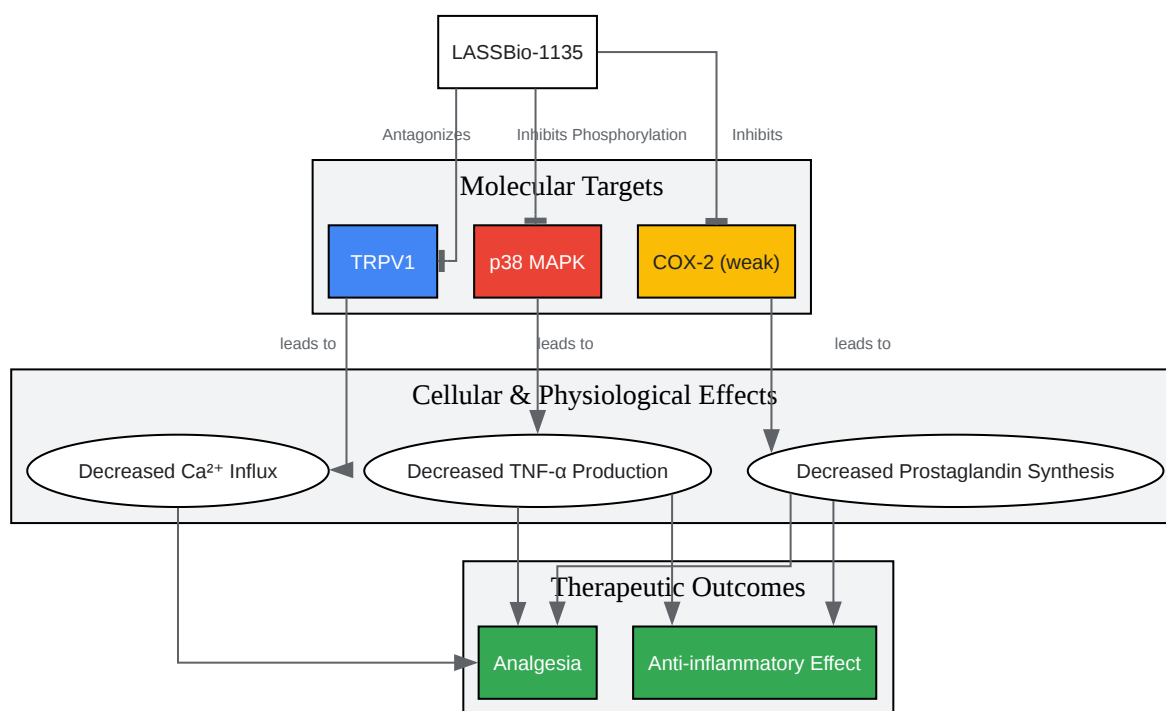 LASSBio-1135
Antagonizes
Inhibits Phosphorylation
Inhibits
Molecular Targets
TRPV1
p38 MAPK
COX-2 (weak)
leads to
leads to
leads to
Cellular & Physiological Effects
Decreased Ca²⁺ Influx
Decreased TNF-α Production
Decreased Prostaglandin Synthesis
Therapeutic Outcomes
Analgesia
Anti-inflammatory Effect